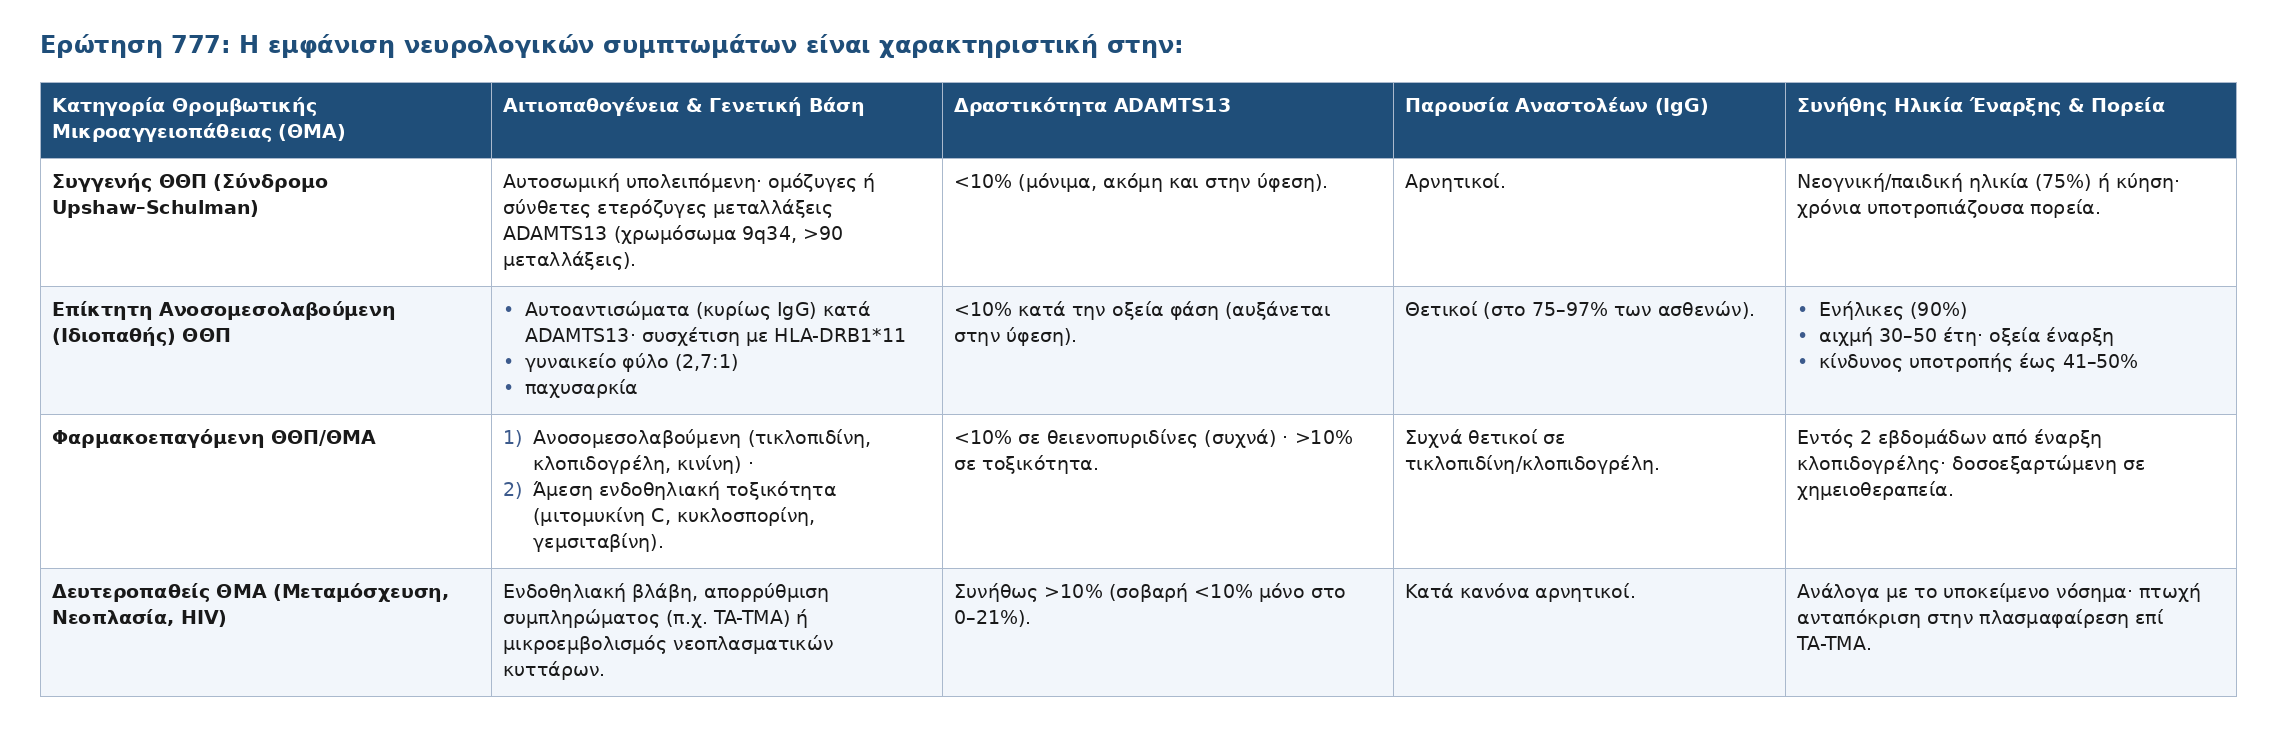 Ερώτηση 777: Η εμφάνιση νευρολογικών συμπτωμάτων είναι χαρακτηριστική στην:
Κατηγορία Θρομβωτικής
Μικροαγγειοπάθειας (ΘΜΑ)
Αιτιοπαθογένεια & Γενετική Βάση
Δραστικότητα ADAMTS13
Παρουσία Αναστολέων (IgG)
Συνήθης Ηλικία Έναρξης & Πορεία
Συγγενής ΘΘΠ (Σύνδρομο
Upshaw–Schulman)
Αυτοσωμική υπολειπόμενη· ομόζυγες ή
σύνθετες ετερόζυγες μεταλλάξεις
ADAMTS13 (χρωμόσωμα 9q34, >90
μεταλλάξεις).
<10% (μόνιμα, ακόμη και στην ύφεση).
Αρνητικοί.
Νεογνική/παιδική ηλικία (75%) ή κύηση·
χρόνια υποτροπιάζουσα πορεία.
Επίκτητη Ανοσομεσολαβούμενη
(Ιδιοπαθής) ΘΘΠ
• Αυτοαντισώματα (κυρίως IgG) κατά
ADAMTS13· συσχέτιση με HLA-DRB1*11
• γυναικείο φύλο (2,7:1)
• παχυσαρκία
<10% κατά την οξεία φάση (αυξάνεται
στην ύφεση).
Θετικοί (στο 75–97% των ασθενών).
• Ενήλικες (90%)
• αιχμή 30–50 έτη· οξεία έναρξη
• κίνδυνος υποτροπής έως 41–50%
Φαρμακοεπαγόμενη ΘΘΠ/ΘΜΑ
1) Ανοσομεσολαβούμενη (τικλοπιδίνη,
κλοπιδογρέλη, κινίνη) ·
2) Άμεση ενδοθηλιακή τοξικότητα
(μιτομυκίνη C, κυκλοσπορίνη,
γεμσιταβίνη).
<10% σε θειενοπυριδίνες (συχνά) · >10%
σε τοξικότητα.
Συχνά θετικοί σε
τικλοπιδίνη/κλοπιδογρέλη.
Εντός 2 εβδομάδων από έναρξη
κλοπιδογρέλης· δοσοεξαρτώμενη σε
χημειοθεραπεία.
Δευτεροπαθείς ΘΜΑ (Μεταμόσχευση,
Νεοπλασία, HIV)
Ενδοθηλιακή βλάβη, απορρύθμιση
συμπληρώματος (π.χ. TA-TMA) ή
μικροεμβολισμός νεοπλασματικών
κυττάρων.
Συνήθως >10% (σοβαρή <10% μόνο στο
0–21%).
Κατά κανόνα αρνητικοί.
Ανάλογα με το υποκείμενο νόσημα· πτωχή
ανταπόκριση στην πλασμαφαίρεση επί
TA-TMA.